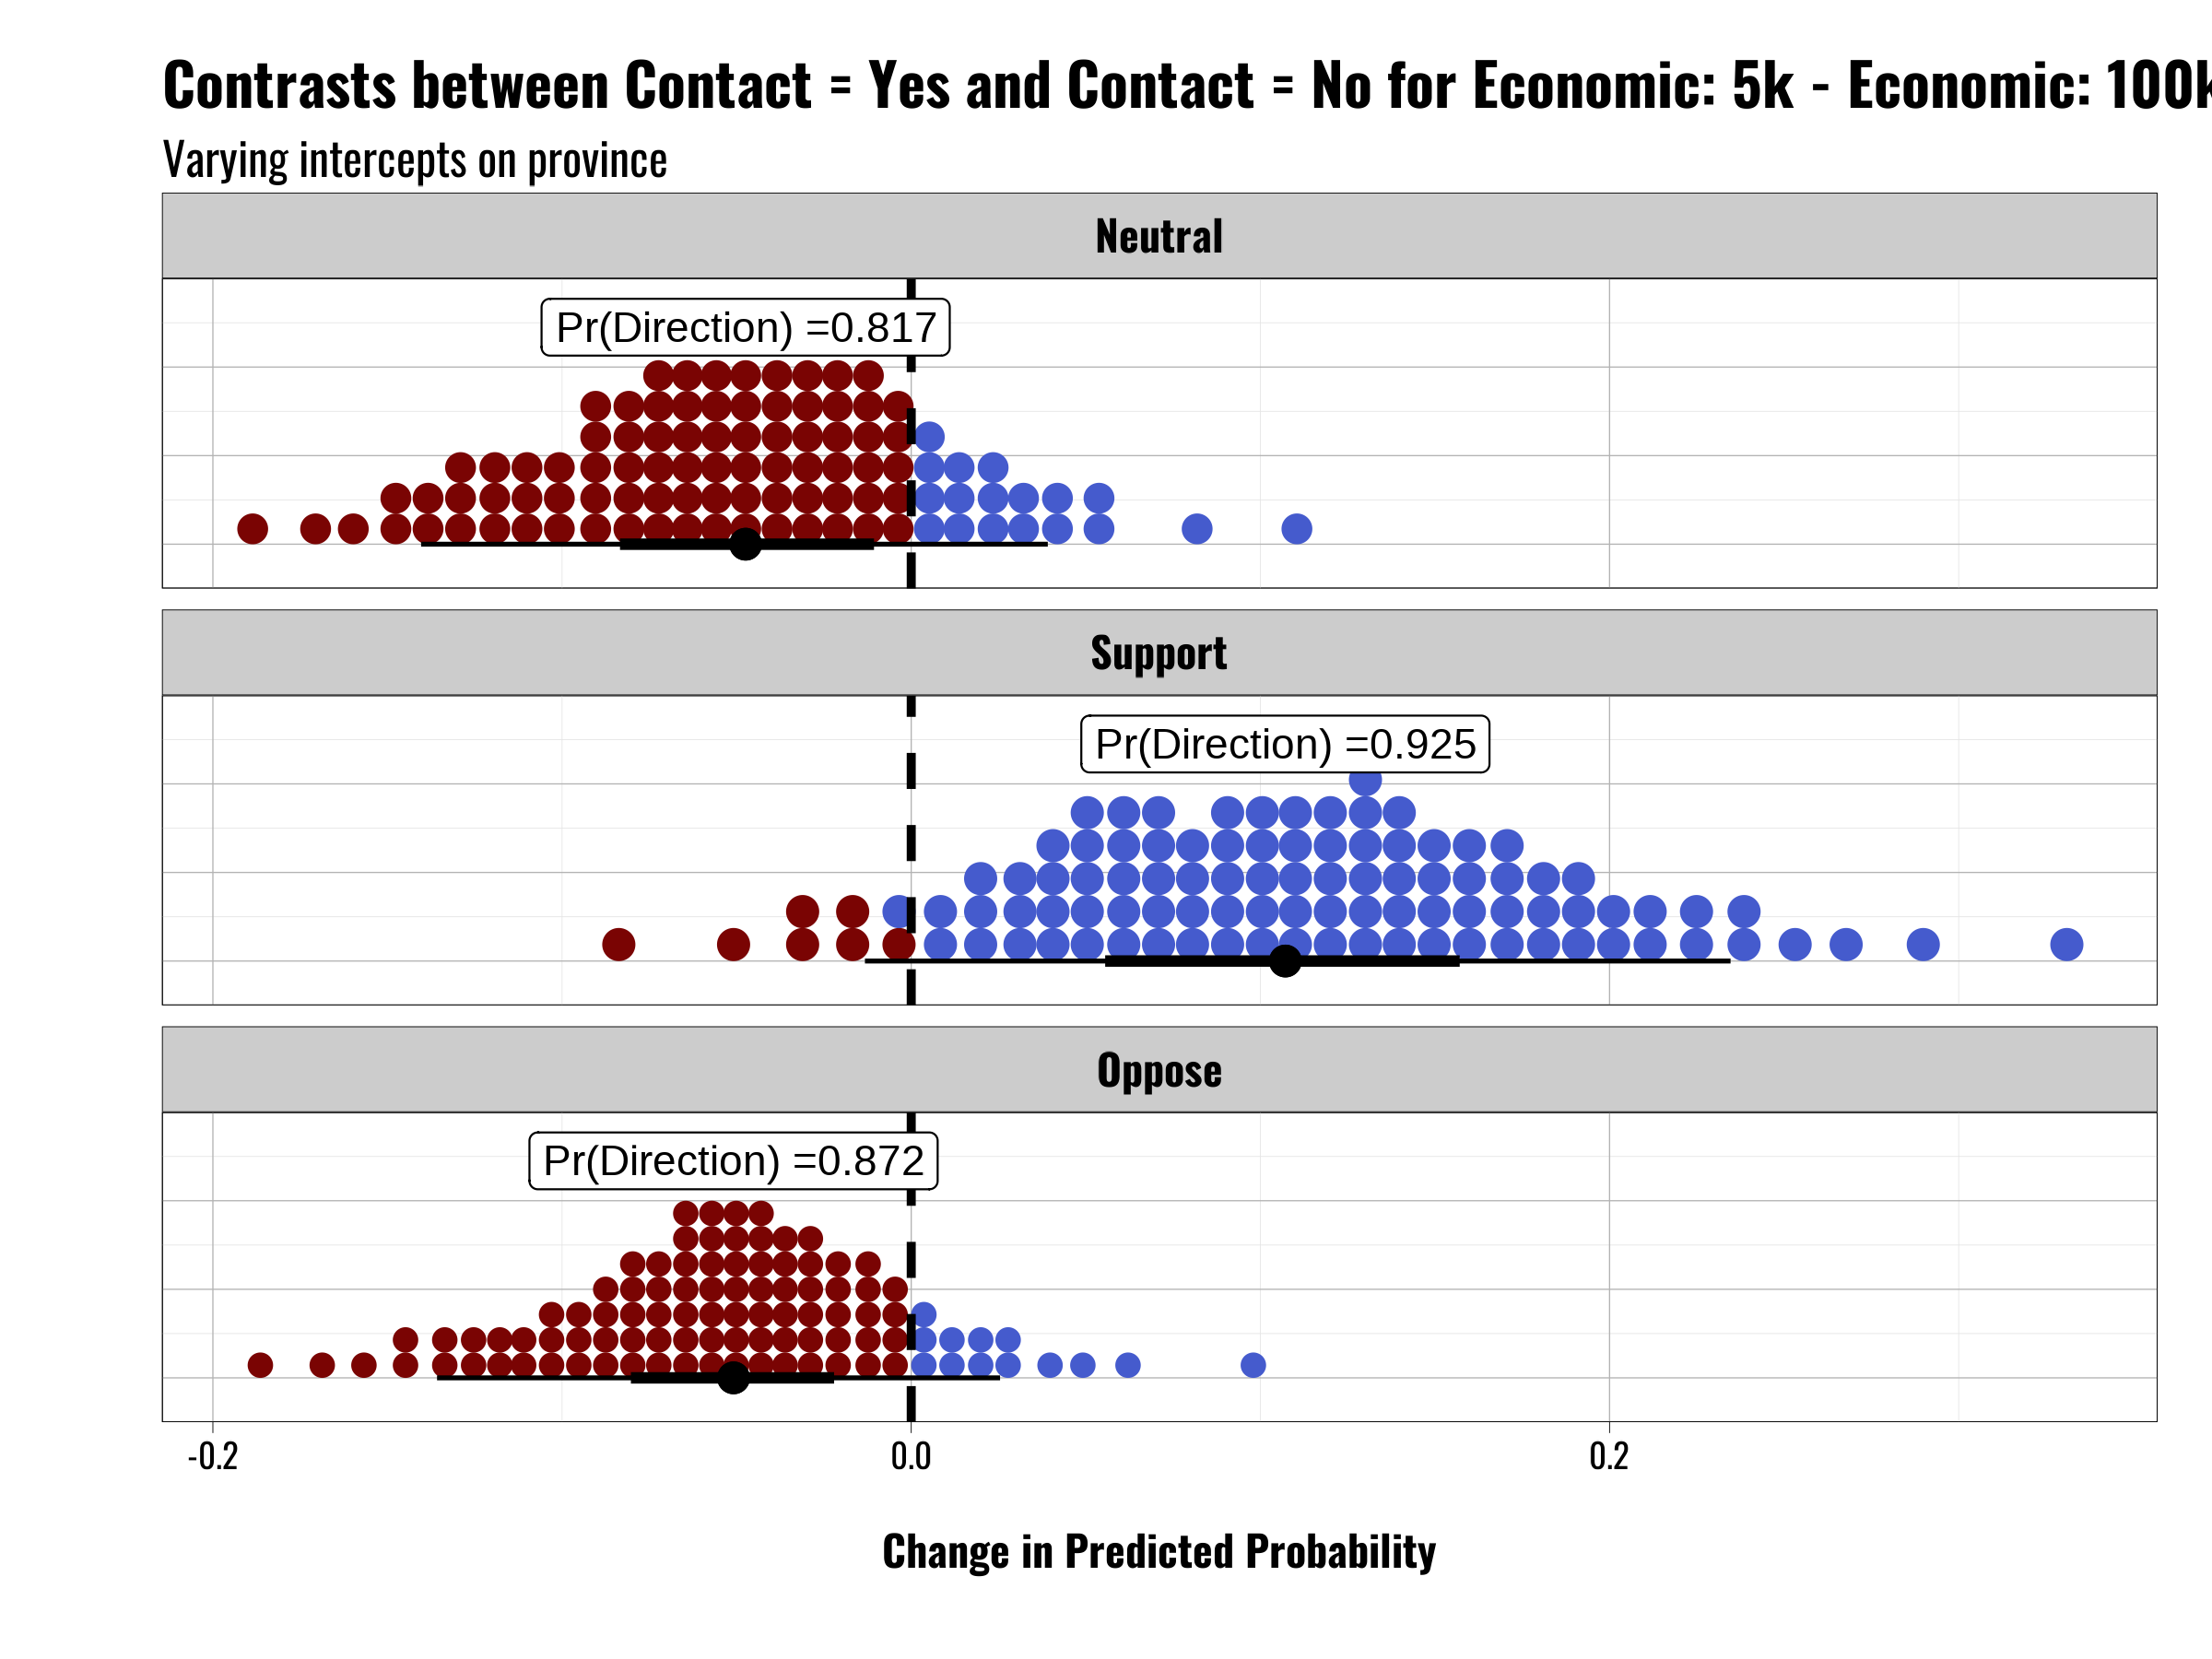 Contrasts between Contact = Yes and Contact = No for Economic: 5k - Economic: 100k
Varying intercepts on province
Neutral
Pr(Direction) =0.817
Support
Pr(Direction) =0.925
Oppose
Pr(Direction) =0.872
-0.2 0.0 0.2
Change in Predicted Probability